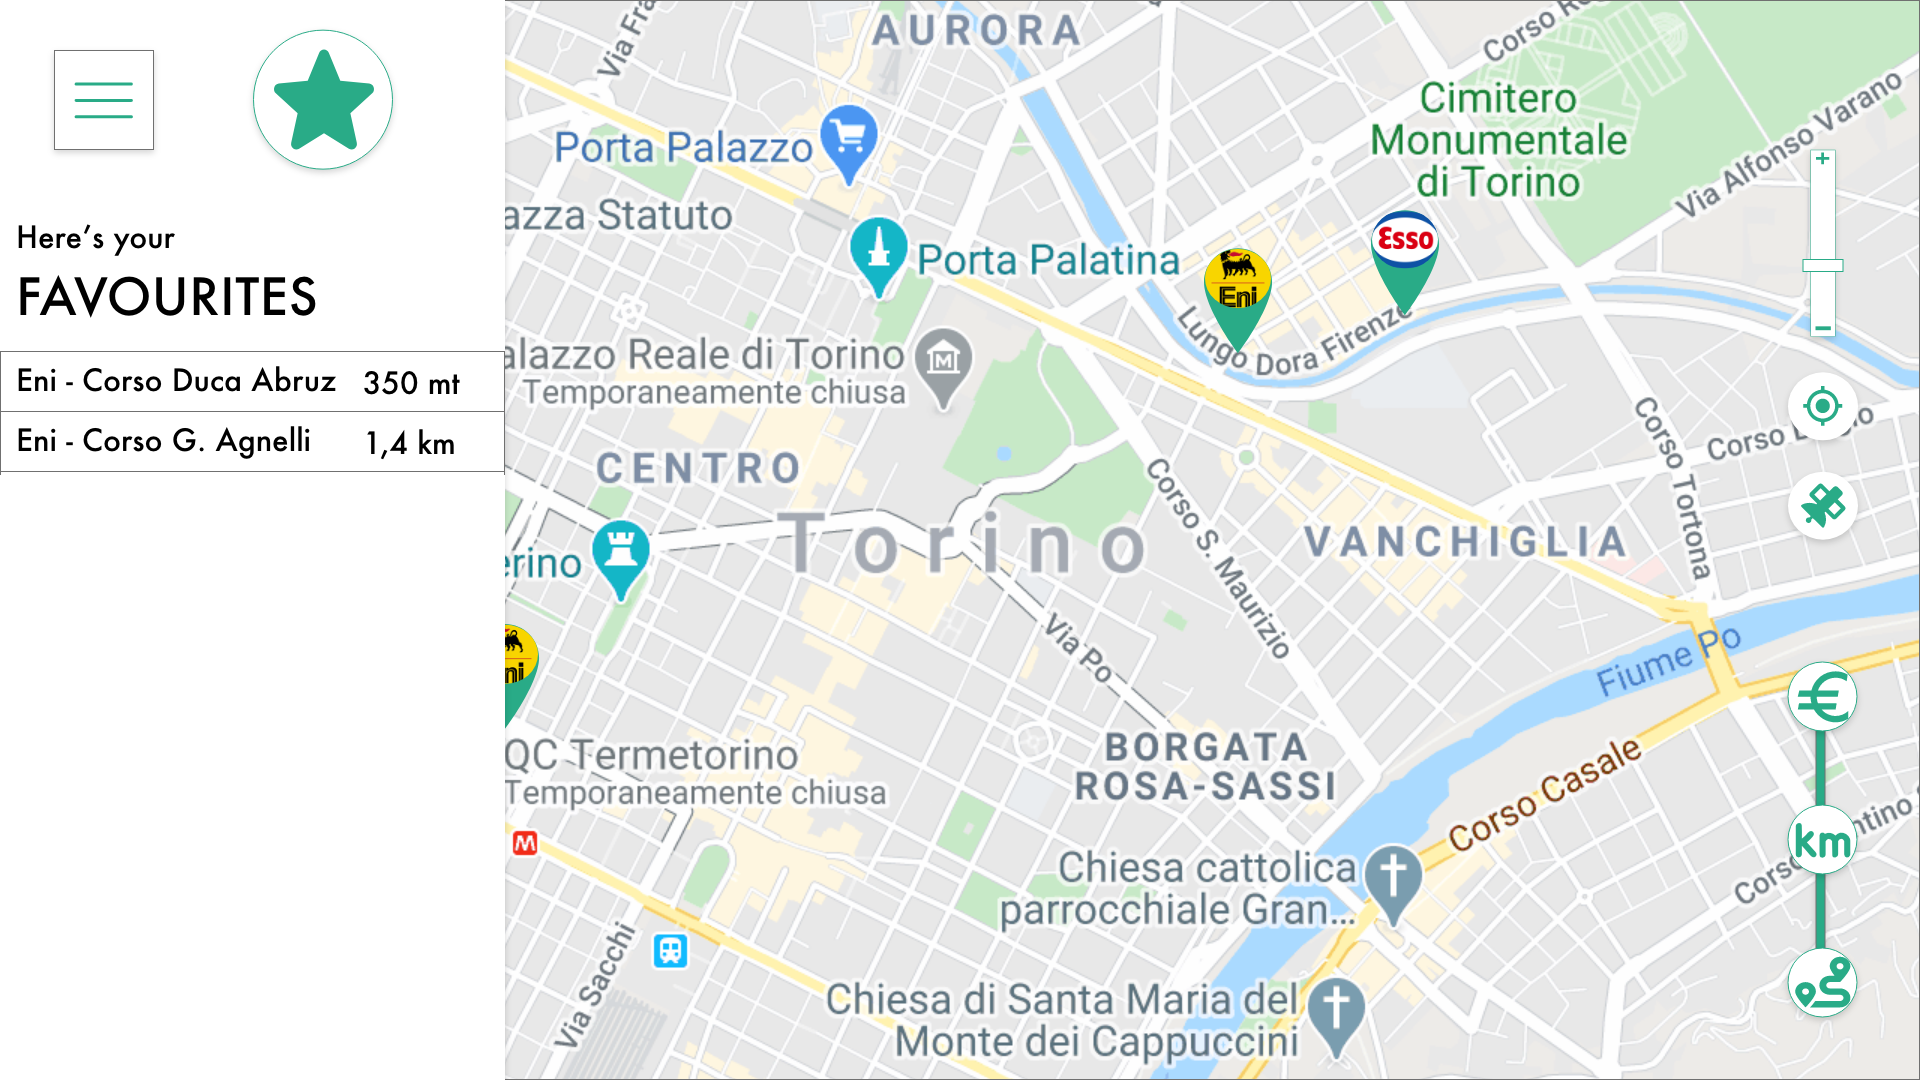 Here's your
FAVOURITES
Eni - Corso Duca Abruz 350 mt
Eni - Corso G. Agnelli 1,4 km
AURORA
Via Fra
Corso
Cimitero
Monumentale
di Torino
Via Alfonso Varano
Porta Palazzo
azza Statuto
Porta Palatina
Eni
Esso
Lungo Dora Firenze
alazzo Reale di Torino
Temporaneamente chiusa
M
+
−
CENTRO
Torino
Corso S. Maurizio
Corso Tortona
Corso
VANCHIGLIA
erino
Via Po
Fiume Po
ni
€
QC Termetorino
Temporaneamente chiusa
BORGATA
ROSA-SASSI
Corso Casale
M
km
ntino
Corso
Chiesa cattolica
parrocchiale Gran...
Via Sacchi
Chiesa di Santa Maria del
Monte dei Cappuccini